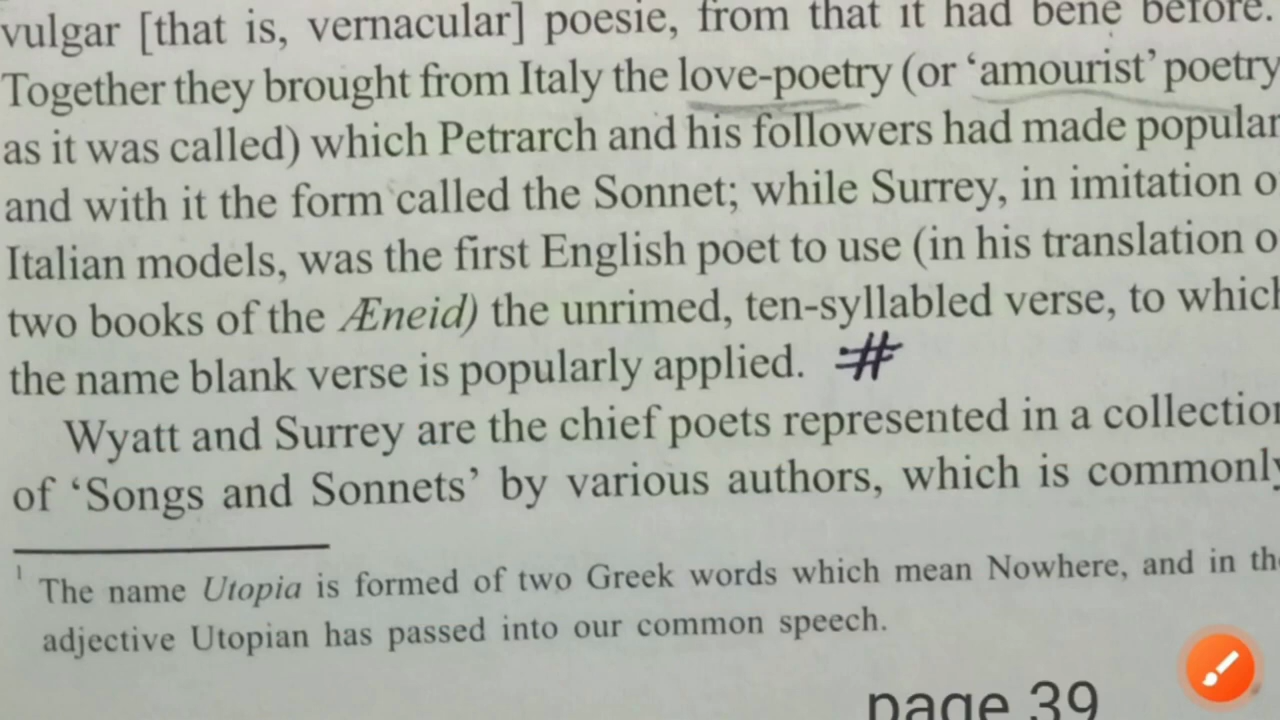 vulgar [that is, vernacular] poesie, from that it had bene before.
Together they brought from Italy the love-poetry (or ‘amourist’ poetry
as it was called) which Petrarch and his followers had made popular
and with it the form called the Sonnet; while Surrey, in imitation o
Italian models, was the first English poet to use (in his translation o
two books of the Æneid) the unrimed, ten-syllabled verse, to which
the name blank verse is popularly applied. #
Wyatt and Surrey are the chief poets represented in a collection
of ‘Songs and Sonnets’ by various authors, which is commonly
1 The name Utopia is formed of two Greek words which mean Nowhere, and in th
adjective Utopian has passed into our common speech.
page 39